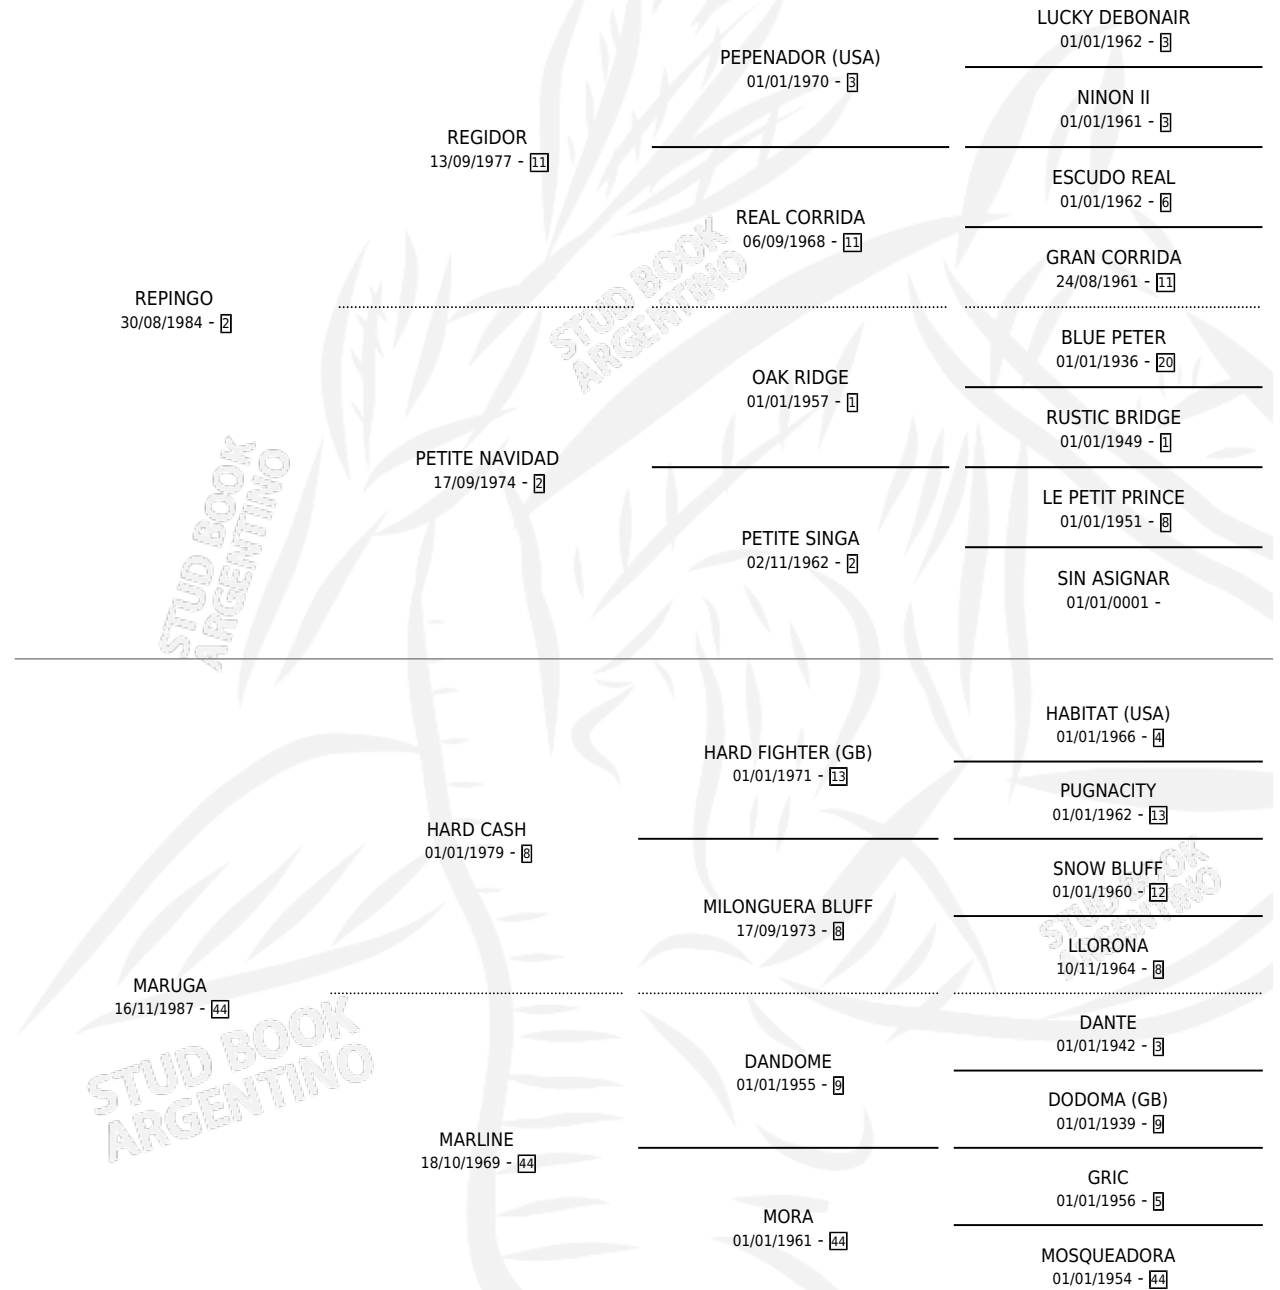 LUCKY DEBONAIR
01/01/1962 - 3
PEPENADOR (USA)
01/01/1970 - 3
NINON II
01/01/1961 - 3
REGIDOR
13/09/1977 - 11
ESCUDO REAL
01/01/1962 - 6
REAL CORRIDA
06/09/1968 - 11
GRAN CORRIDA
24/08/1961 - 11
REPINGO
30/08/1984 - 2
BLUE PETER
01/01/1936 - 20
OAK RIDGE
01/01/1957 - 1
RUSTIC BRIDGE
01/01/1949 - 1
PETITE NAVIDAD
17/09/1974 - 2
LE PETIT PRINCE
01/01/1951 - 8
PETITE SINGA
02/11/1962 - 2
SIN ASIGNAR
01/01/0001 -
HABITAT (USA)
01/01/1966 - 4
HARD FIGHTER (GB)
01/01/1971 - 13
PUGNACITY
01/01/1962 - 13
HARD CASH
01/01/1979 - 8
SNOW BLUFF
01/01/1960 - 12
MILONGUERA BLUFF
17/09/1973 - 8
LLORONA
10/11/1964 - 8
MARUGA
16/11/1987 - 44
DANTE
01/01/1942 - 3
DANDOME
01/01/1955 - 9
DODOMA (GB)
01/01/1939 - 9
MARLINE
18/10/1969 - 44
GRIC
01/01/1956 - 5
MORA
01/01/1961 - 44
MOSQUEADORA
01/01/1954 - 44
STUD BOOK
ARGENTINO
STUD BOOK
ARGENTINO
STUD BOOK
ARGENTINO
STUD BOOK
ARGENTINO